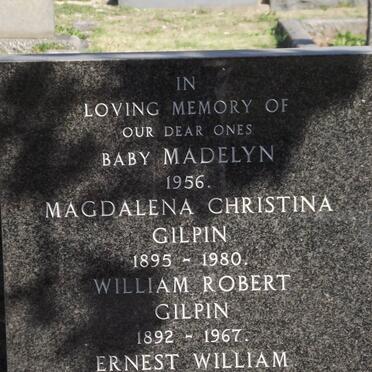 IN
LOVING MEMORY OF
OUR DEAR ONES
BABY MADELYN
1956.
MAGDALENA CHRISTINA
GILPIN
1895 - 1980.
WILLIAM ROBERT
GILPIN
1892 - 1967.
ERNEST WILLIAM